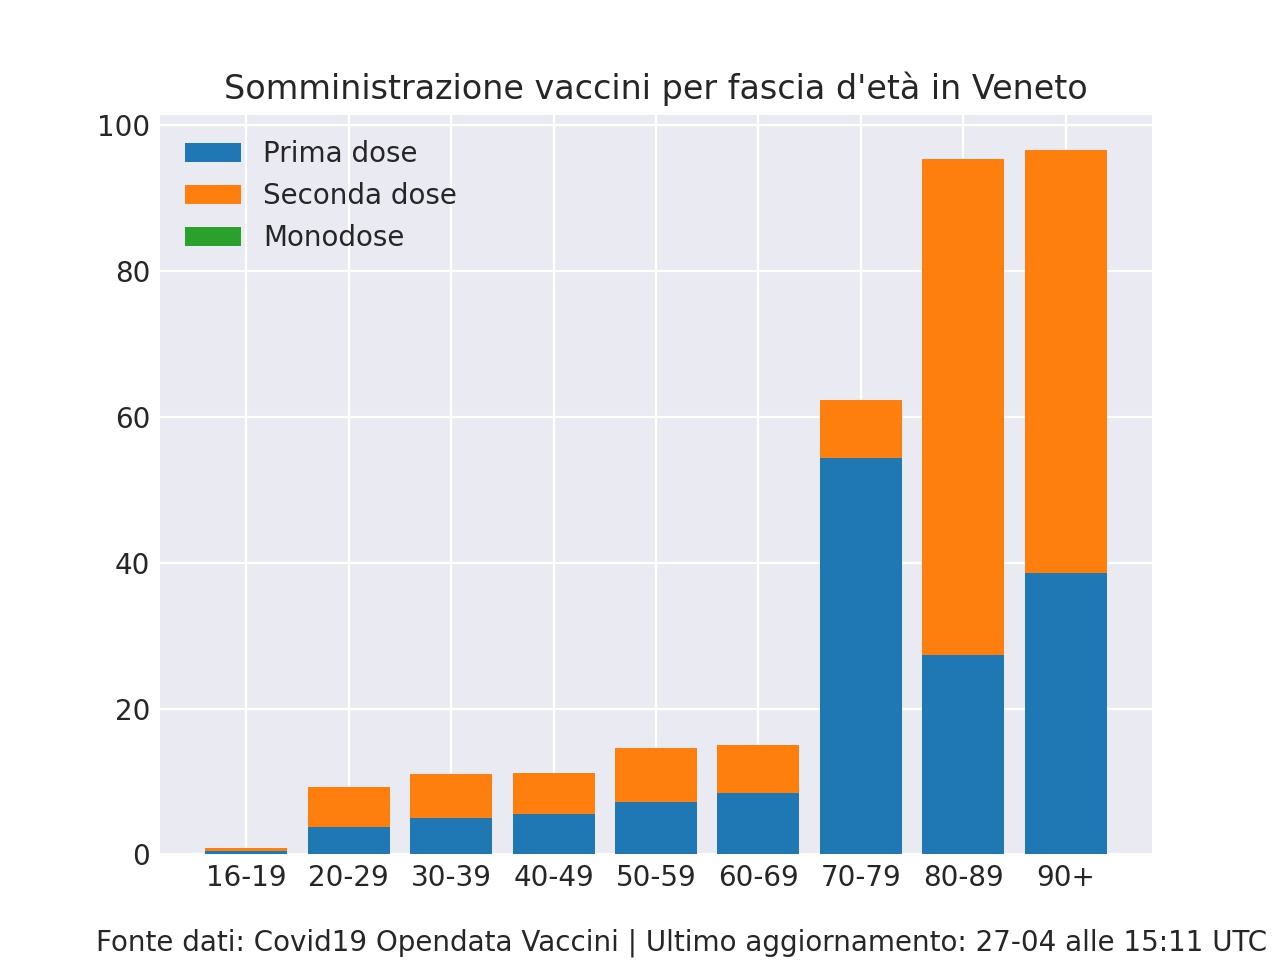 Somministrazione vaccini per fascia d'età in Veneto
100
80
60
40
20
0
Prima dose
Seconda dose
Monodose
16-19 20-29 30-39 40-49 50-59 60-69 70-79 80-89 90+
Fonte dati: Covid19 Opendata Vaccini | Ultimo aggiornamento: 27-04 alle 15:11 UTC